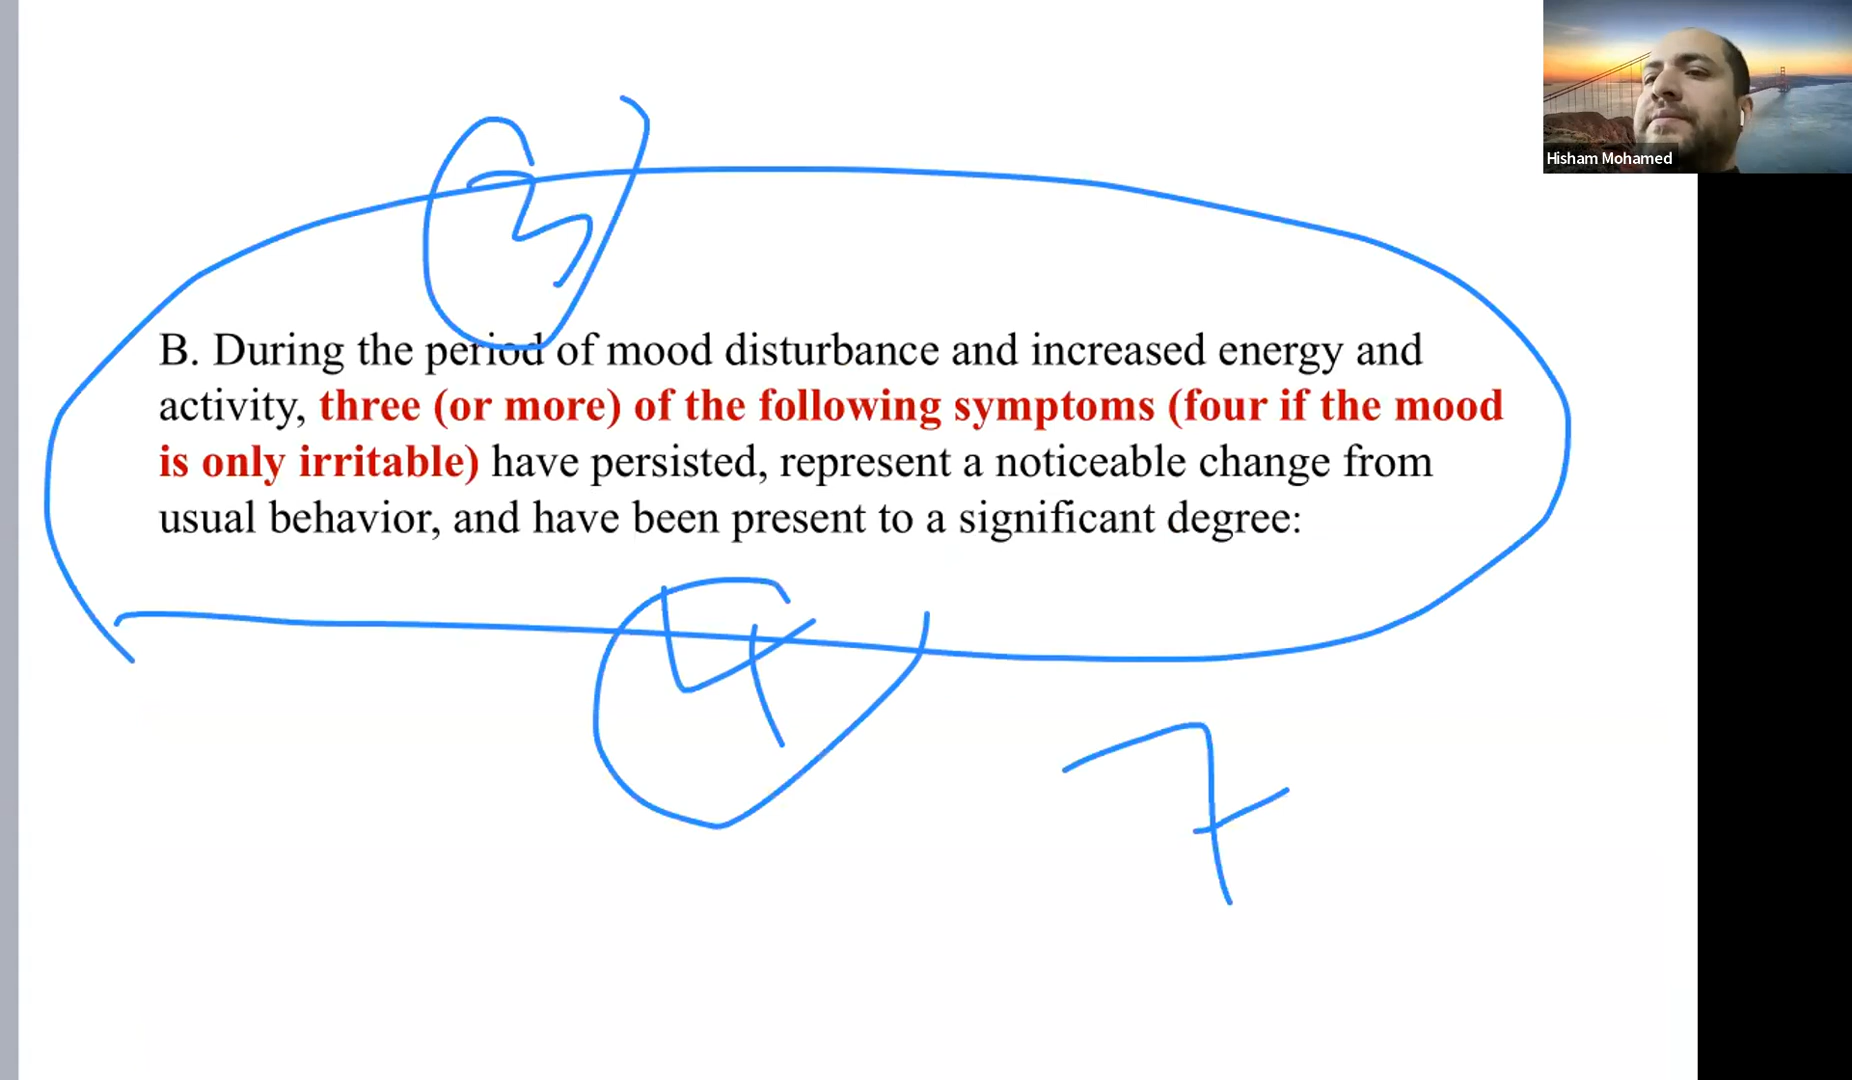 Hisham Mohamed
3
B. During the period of mood disturbance and increased energy and
activity, three (or more) of the following symptoms (four if the mood
is only irritable) have persisted, represent a noticeable change from
usual behavior, and have been present to a significant degree:
4
7